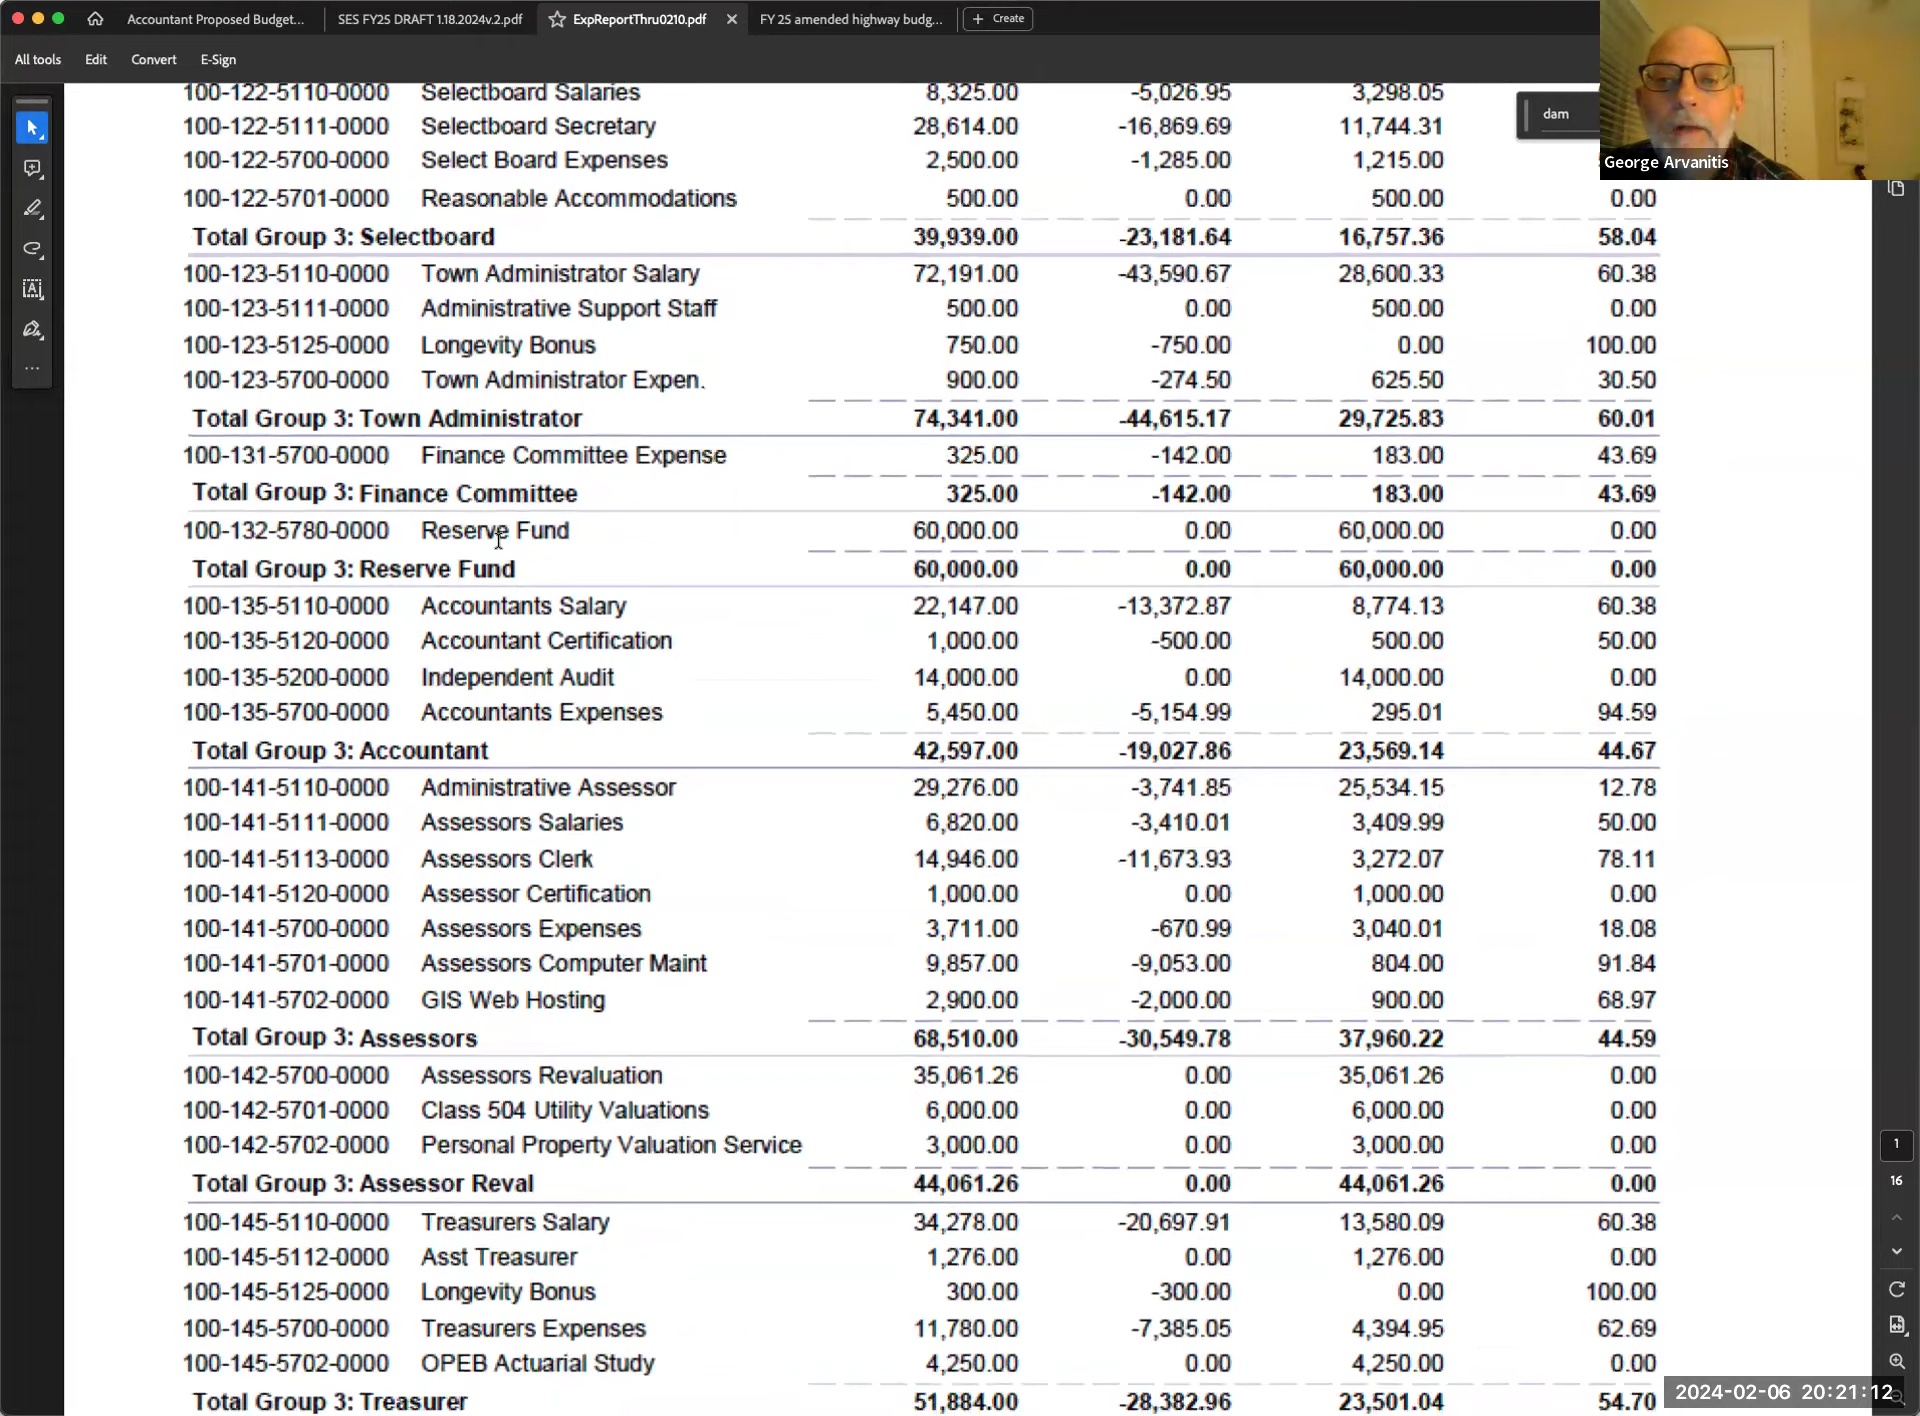 Accountant Proposed Budget...
SES FY25 DRAFT 1.18.2024v.2.pdf
ExpReportThru0210.pdf
FY 25 amended highway budg...
Create
All tools Edit Convert E-Sign
dam
George Arvanitis
100-122-5110-0000 Selectboard Salaries 8,325.00 -5,026.95 3,298.05
100-122-5111-0000 Selectboard Secretary 28,614.00 -16,869.69 11,744.31
100-122-5700-0000 Select Board Expenses 2,500.00 -1,285.00 1,215.00
100-122-5701-0000 Reasonable Accommodations 500.00 0.00 500.00 0.00
Total Group 3: Selectboard 39,939.00 -23,181.64 16,757.36 58.04
100-123-5110-0000 Town Administrator Salary 72,191.00 -43,590.67 28,600.33 60.38
100-123-5111-0000 Administrative Support Staff 500.00 0.00 500.00 0.00
100-123-5125-0000 Longevity Bonus 750.00 -750.00 0.00 100.00
100-123-5700-0000 Town Administrator Expen. 900.00 -274.50 625.50 30.50
Total Group 3: Town Administrator 74,341.00 -44,615.17 29,725.83 60.01
100-131-5700-0000 Finance Committee Expense 325.00 -142.00 183.00 43.69
Total Group 3: Finance Committee 325.00 -142.00 183.00 43.69
100-132-5780-0000 Reserve Fund 60,000.00 0.00 60,000.00 0.00
Total Group 3: Reserve Fund 60,000.00 0.00 60,000.00 0.00
100-135-5110-0000 Accountants Salary 22,147.00 -13,372.87 8,774.13 60.38
100-135-5120-0000 Accountant Certification 1,000.00 -500.00 500.00 50.00
100-135-5200-0000 Independent Audit 14,000.00 0.00 14,000.00 0.00
100-135-5700-0000 Accountants Expenses 5,450.00 -5,154.99 295.01 94.59
Total Group 3: Accountant 42,597.00 -19,027.86 23,569.14 44.67
100-141-5110-0000 Administrative Assessor 29,276.00 -3,741.85 25,534.15 12.78
100-141-5111-0000 Assessors Salaries 6,820.00 -3,410.01 3,409.99 50.00
100-141-5113-0000 Assessors Clerk 14,946.00 -11,673.93 3,272.07 78.11
100-141-5120-0000 Assessor Certification 1,000.00 0.00 1,000.00 0.00
100-141-5700-0000 Assessors Expenses 3,711.00 -670.99 3,040.01 18.08
100-141-5701-0000 Assessors Computer Maint 9,857.00 -9,053.00 804.00 91.84
100-141-5702-0000 GIS Web Hosting 2,900.00 -2,000.00 900.00 68.97
Total Group 3: Assessors 68,510.00 -30,549.78 37,960.22 44.59
100-142-5700-0000 Assessors Revaluation 35,061.26 0.00 35,061.26 0.00
100-142-5701-0000 Class 504 Utility Valuations 6,000.00 0.00 6,000.00 0.00
100-142-5702-0000 Personal Property Valuation Service 3,000.00 0.00 3,000.00 0.00
Total Group 3: Assessor Reval 44,061.26 0.00 44,061.26 0.00
100-145-5110-0000 Treasurers Salary 34,278.00 -20,697.91 13,580.09 60.38
100-145-5112-0000 Asst Treasurer 1,276.00 0.00 1,276.00 0.00
100-145-5125-0000 Longevity Bonus 300.00 -300.00 0.00 100.00
100-145-5700-0000 Treasurers Expenses 11,780.00 -7,385.05 4,394.95 62.69
100-145-5702-0000 OPEB Actuarial Study 4,250.00 0.00 4,250.00 0.00
Total Group 3: Treasurer 51,884.00 -28,382.96 23,501.04 54.70
1
16
2024-02-06 20:21:12